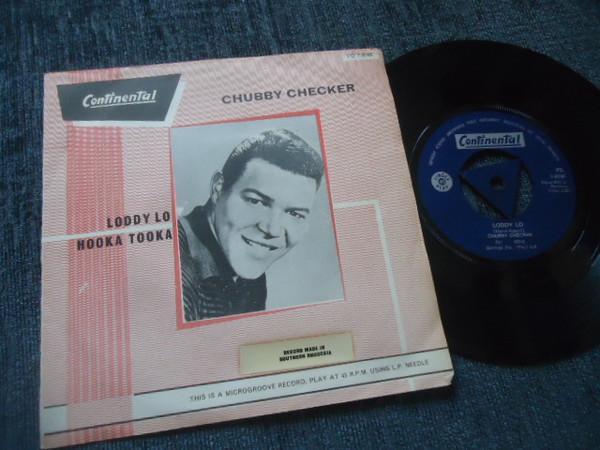 Continental
CHUBBY CHECKER
LODDY LO
HOOKA TOOKA
RECORD MADE IN
SOUTHERN RHODESIA
THIS IS A MICROGROOVE RECORD, PLAY AT 45 R.P.M. USING L.P. NEEDLE
Continental
LODDY LO
CHUBBY CHECKER